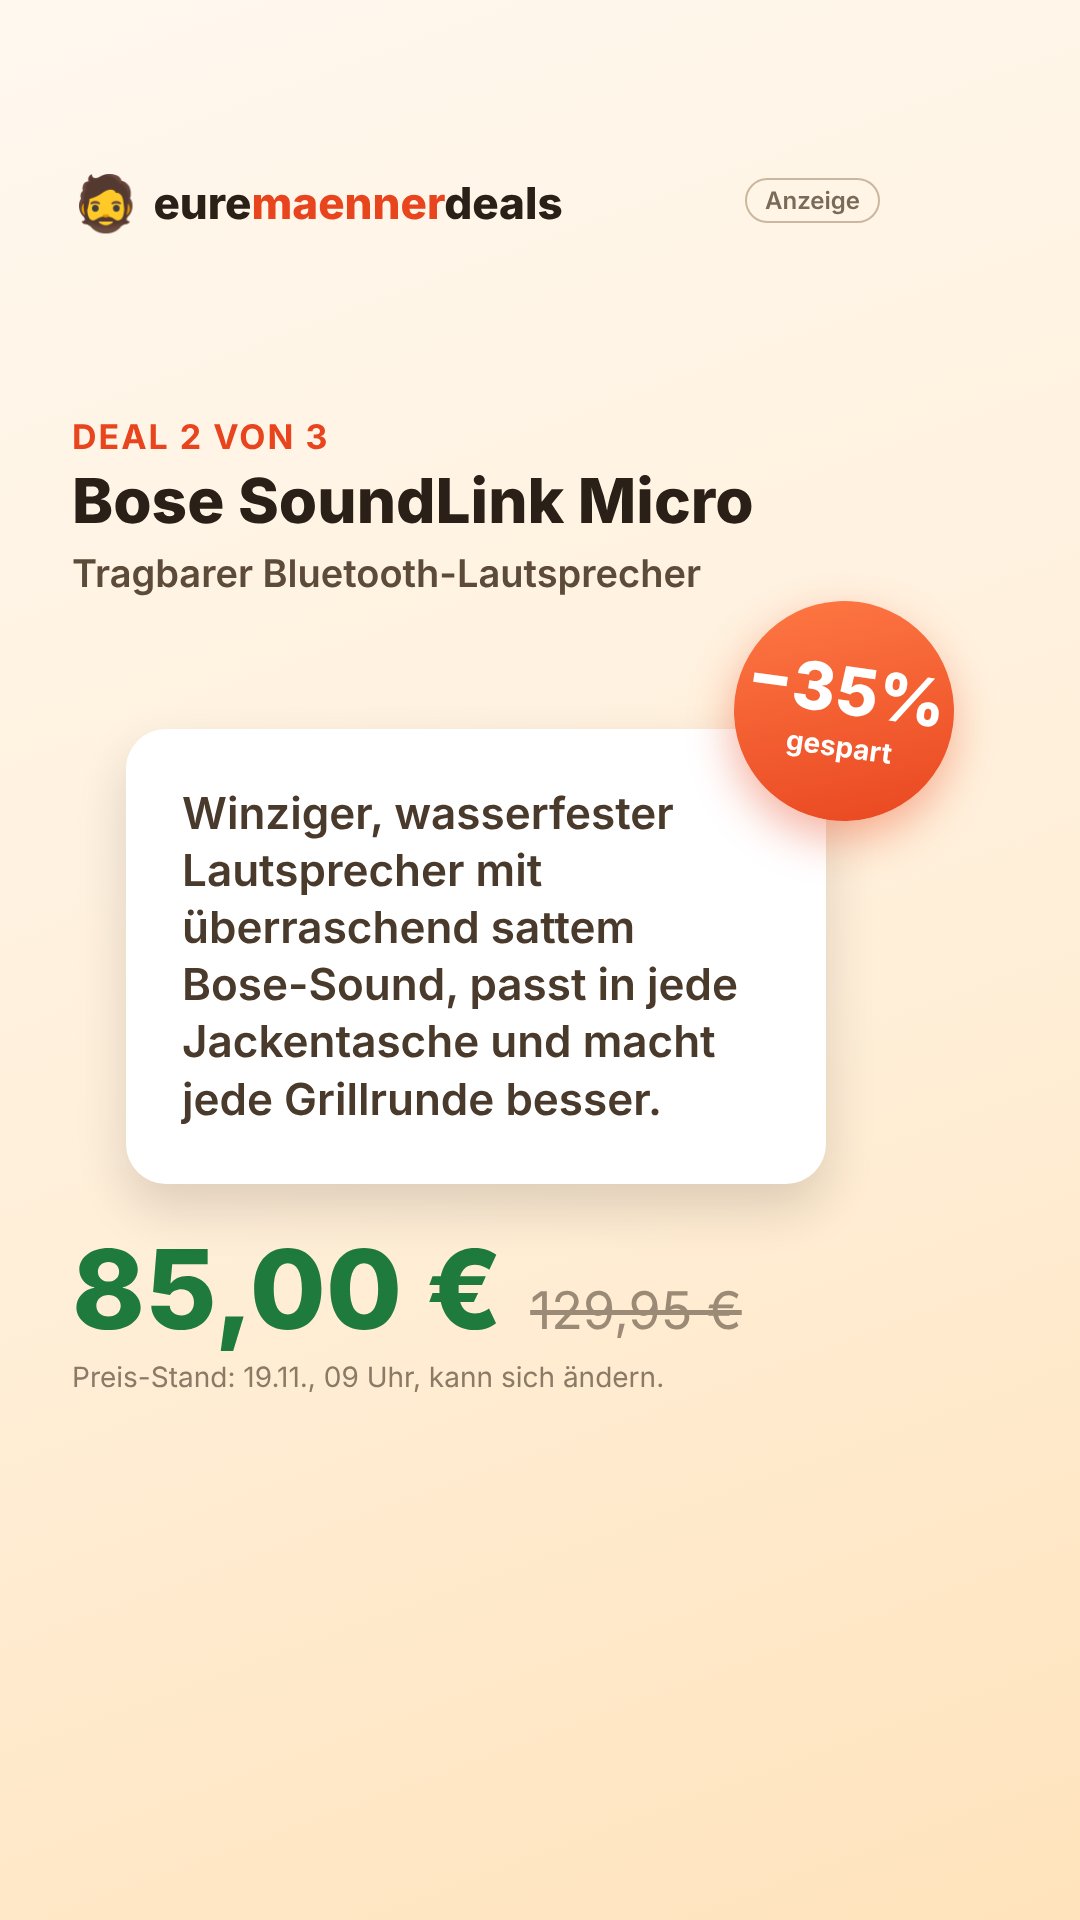 euremaennerdeals
Anzeige
DEAL 2 VON 3
Bose SoundLink Micro
Tragbarer Bluetooth-Lautsprecher
−35%
gespart
Winziger, wasserfester
Lautsprecher mit
überraschend sattem
Bose-Sound, passt in jede
Jackentasche und macht
jede Grillrunde besser.
85,00 € 129,95 €
Preis-Stand: 19.11., 09 Uhr, kann sich ändern.